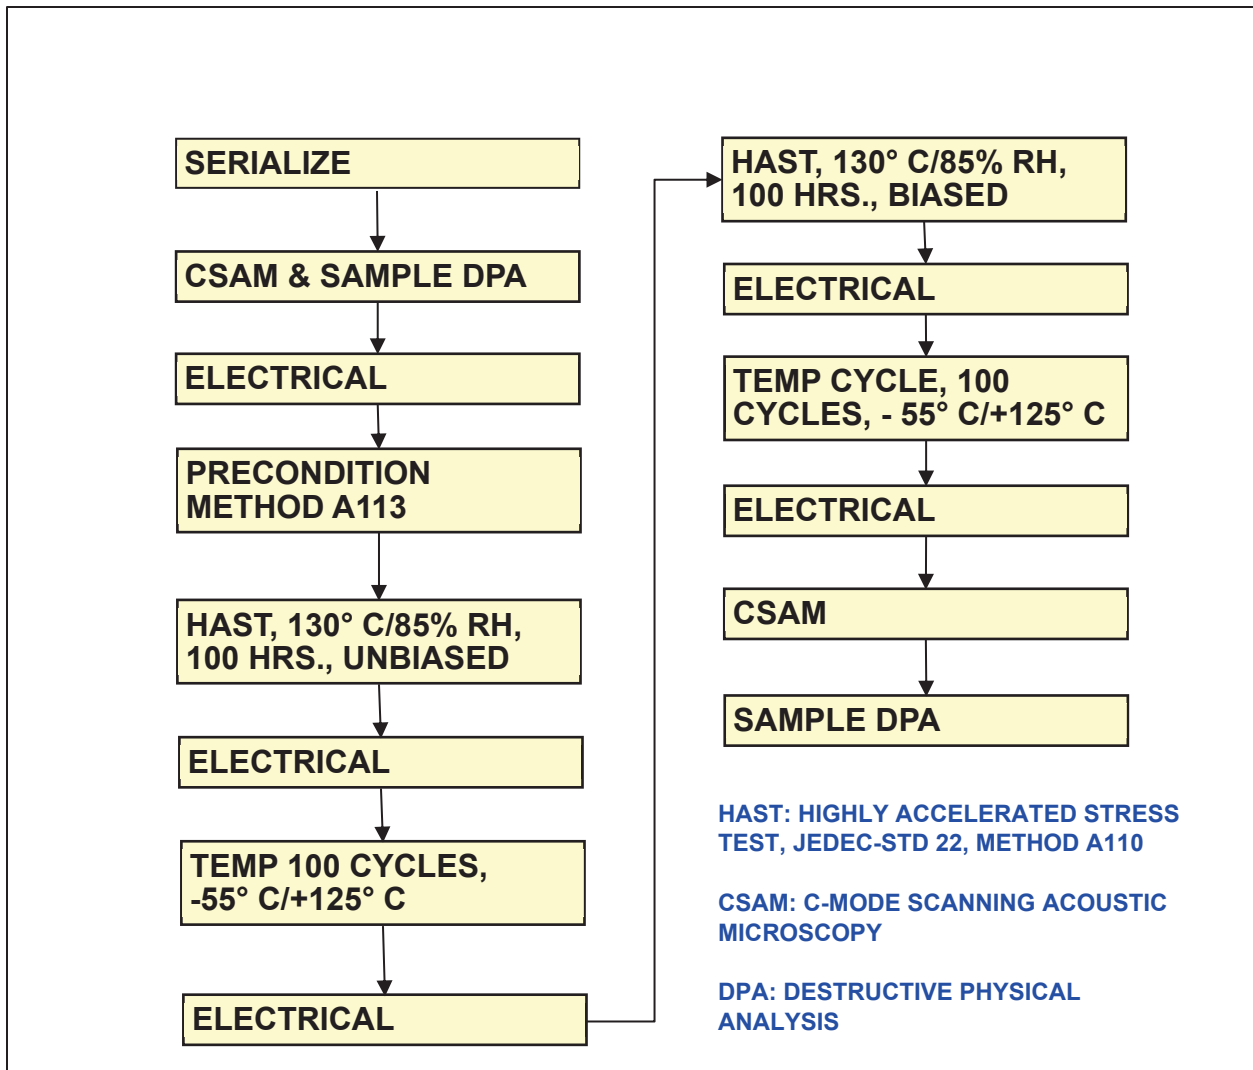 SERIALIZE
CSAM & SAMPLE DPA
ELECTRICAL
PRECONDITION
METHOD A113
HAST, 130° C/85% RH,
100 HRS., UNBIASED
ELECTRICAL
TEMP 100 CYCLES,
-55° C/+125° C
ELECTRICAL
HAST, 130° C/85% RH,
100 HRS., BIASED
ELECTRICAL
TEMP CYCLE, 100
CYCLES, - 55° C/+125° C
ELECTRICAL
CSAM
SAMPLE DPA
HAST: HIGHLY ACCELERATED STRESS
TEST, JEDEC-STD 22, METHOD A110
CSAM: C-MODE SCANNING ACOUSTIC
MICROSCOPY
DPA: DESTRUCTIVE PHYSICAL
ANALYSIS